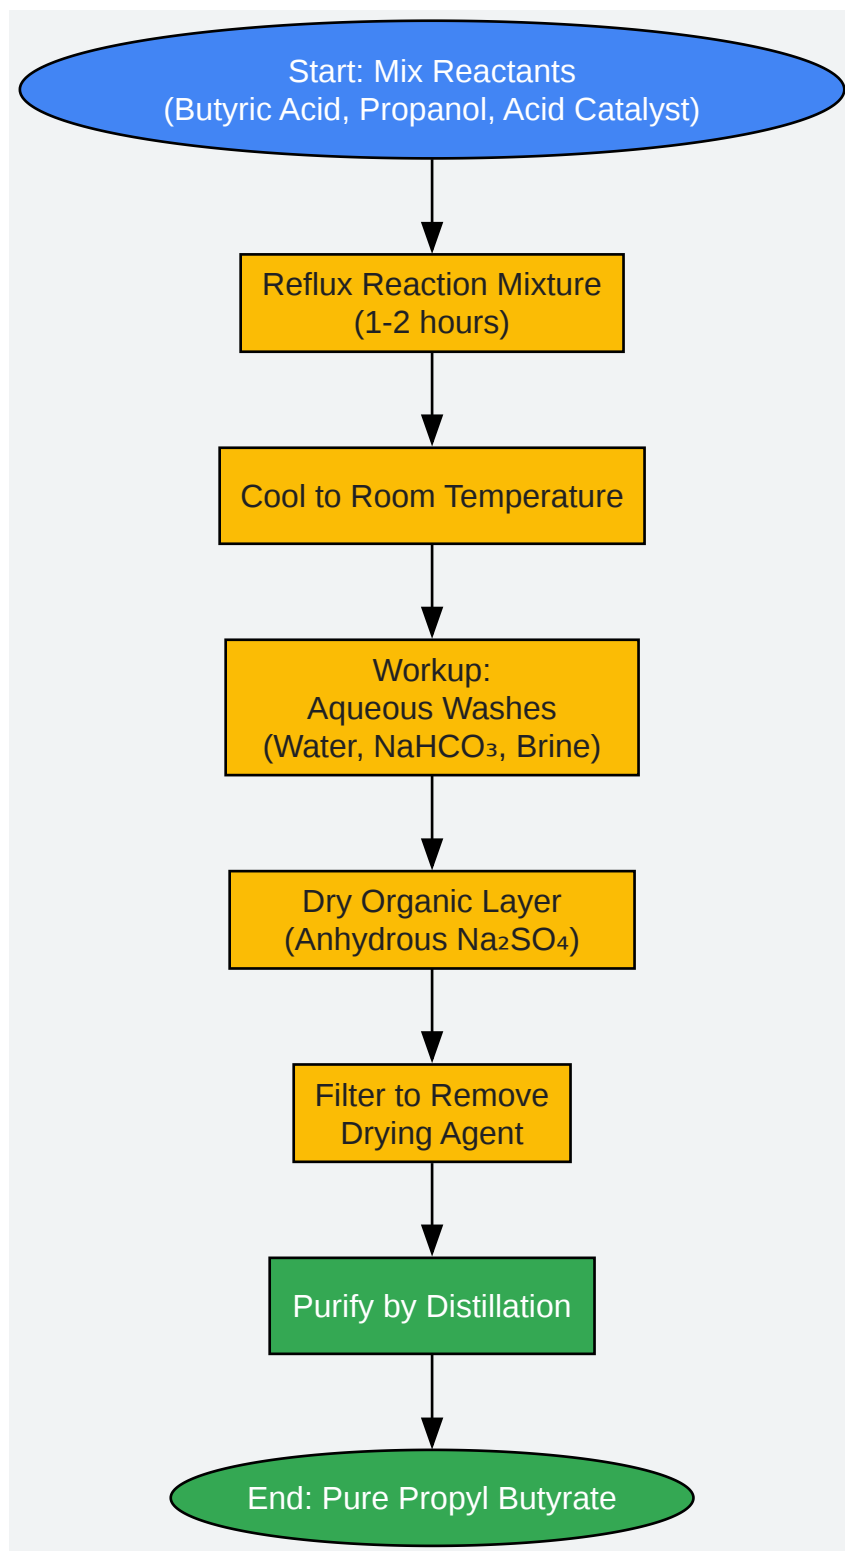 Start: Mix Reactants
(Butyric Acid, Propanol, Acid Catalyst)
Reflux Reaction Mixture
(1-2 hours)
Cool to Room Temperature
Workup:
Aqueous Washes
(Water, NaHCO₃, Brine)
Dry Organic Layer
(Anhydrous Na₂SO₄)
Filter to Remove
Drying Agent
Purify by Distillation
End: Pure Propyl Butyrate